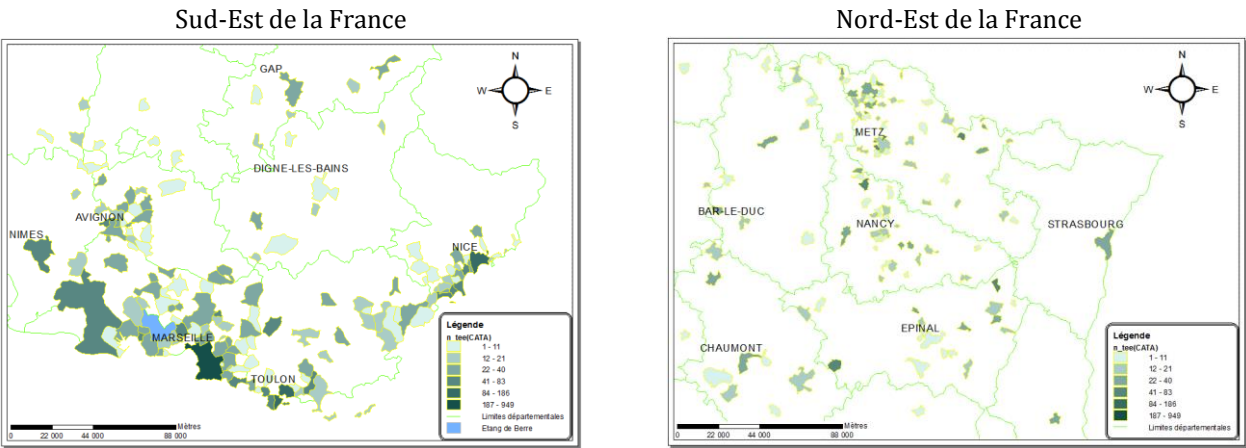 Sud-Est de la France
N
W
E
S
GAP
DIGNE-LES-BAINS
AVIGNON
NIMES
NICE
MARSEILLE
TOULON
Légende
n_tee(CATA)
1 - 11
12 - 21
22 - 40
41 - 83
84 - 186
187 - 949
Limites départementales
Etang de Berre
Mètres
0 22 000 44 000 88 000
Nord-Est de la France
N
W
E
S
METZ
BAR-LE-DUC
NANCY
STRASBOURG
EPINAL
CHAUMONT
Légende
n_tee(CATA)
1 - 11
12 - 21
22 - 40
41 - 83
84 - 186
187 - 949
Limites départementales
Mètres
0 22 000 44 000 88 000